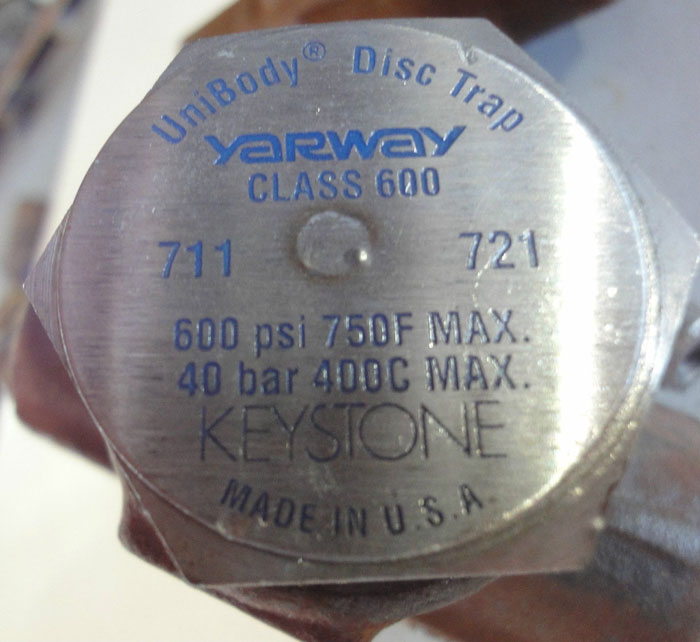 UniBody® Disc Trap
YARWAY
CLASS 600
711 721
600 psi 750F MAX.
40 bar 400C MAX.
KEYSTONE
MADE IN U.S.A.